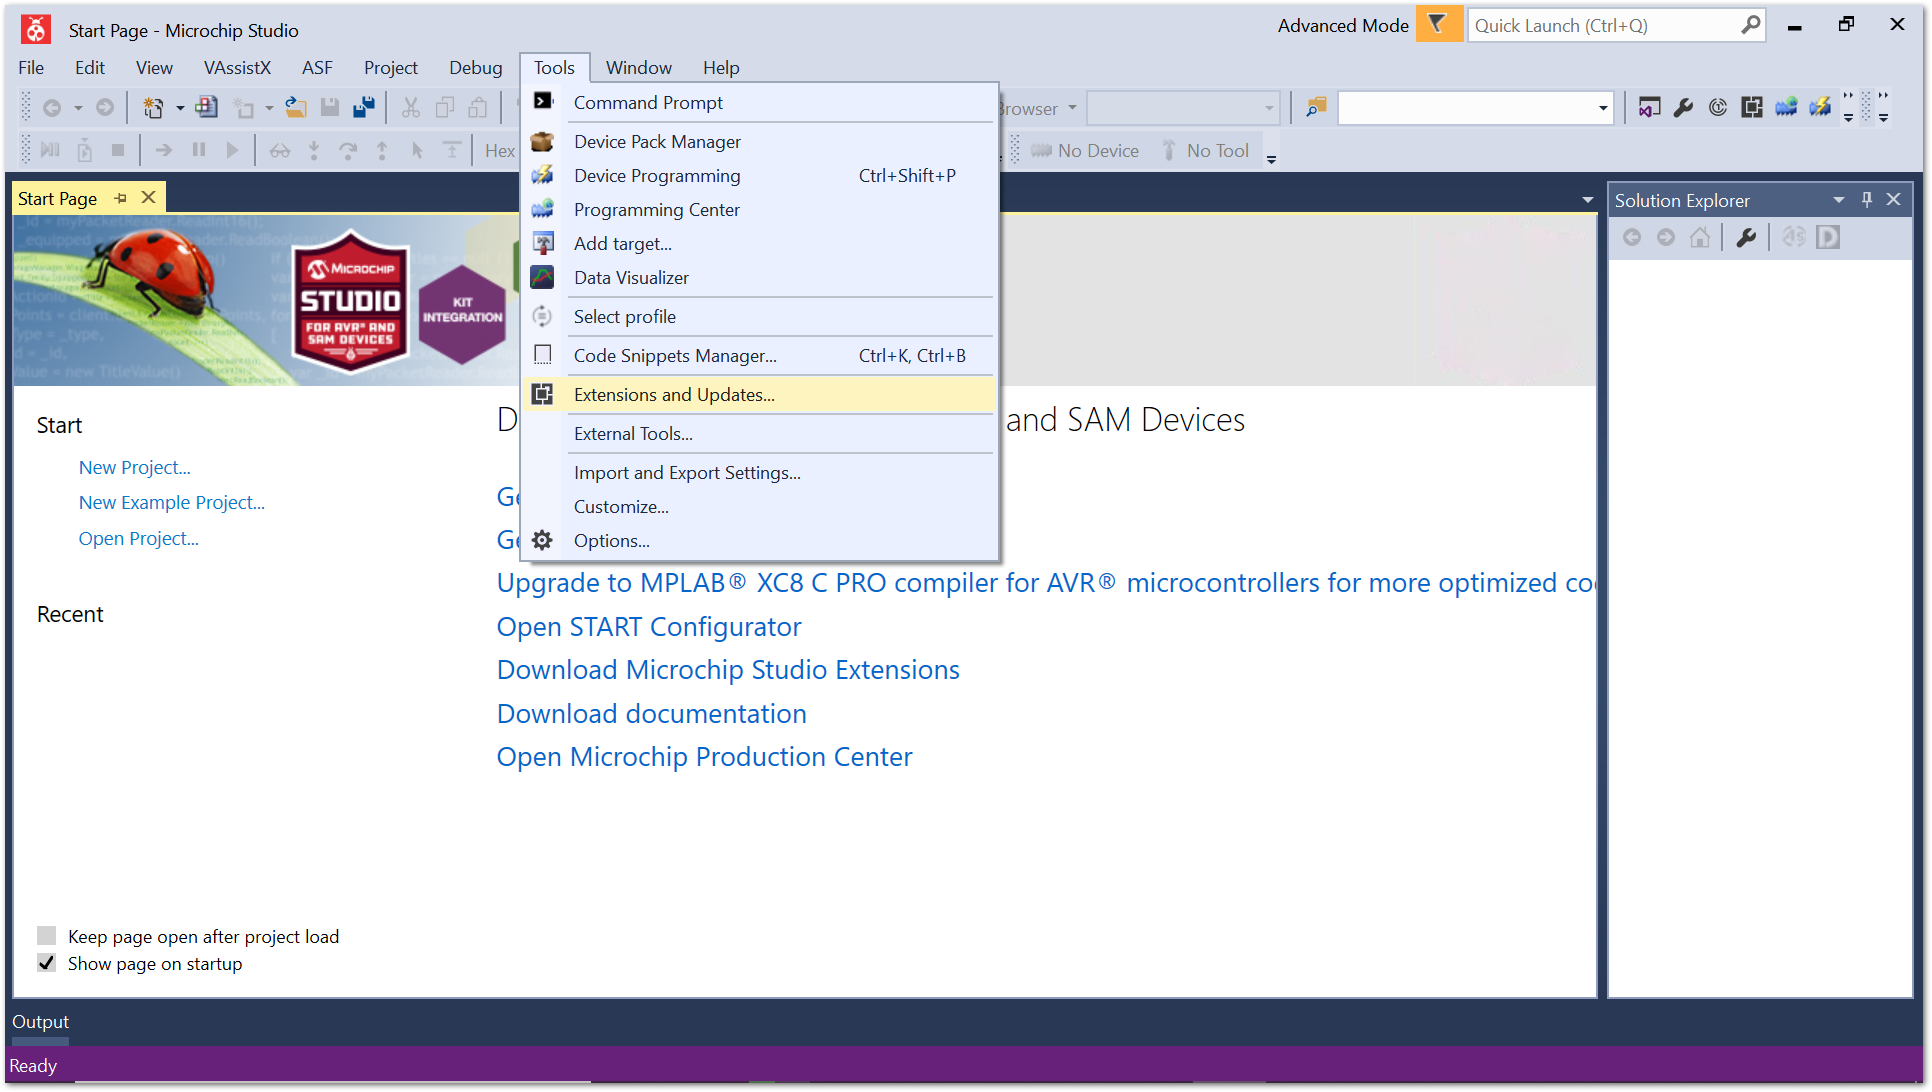 Start Page - Microchip Studio
Advanced Mode
Quick Launch (Ctrl+Q)
File Edit View VAssistX ASF Project Debug Tools Window Help
Browser
Hex
No Device
No Tool
Command Prompt
Device Pack Manager
Device Programming Ctrl+Shift+P
Programming Center
Add target...
Data Visualizer
Select profile
Code Snippets Manager... Ctrl+K, Ctrl+B
Extensions and Updates...
External Tools...
Import and Export Settings...
Customize...
Options...
Start Page
Solution Explorer
MICROCHIP
STUDIO
FOR AVR® AND
SAM DEVICES
KIT
INTEGRATION
Start
New Project...
New Example Project...
Open Project...
Recent
and SAM Devices
Upgrade to MPLAB® XC8 C PRO compiler for AVR® microcontrollers for more optimized
Open START Configurator
Download Microchip Studio Extensions
Download documentation
Open Microchip Production Center
Keep page open after project load
Show page on startup
Output
Ready